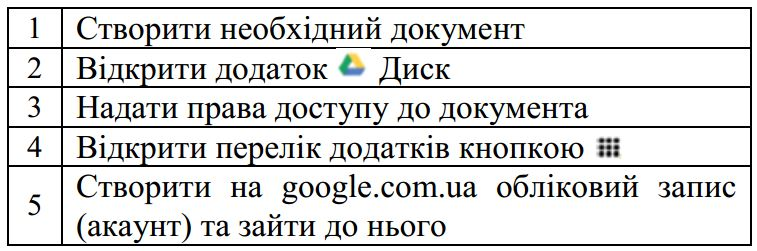 1 Створити необхідний документ
2 Відкрити додаток Диск
3 Надати права доступу до документа
4 Відкрити перелік додатків кнопкою
5 Створити на google.com.ua обліковий запис
(акаунт) та зайти до нього